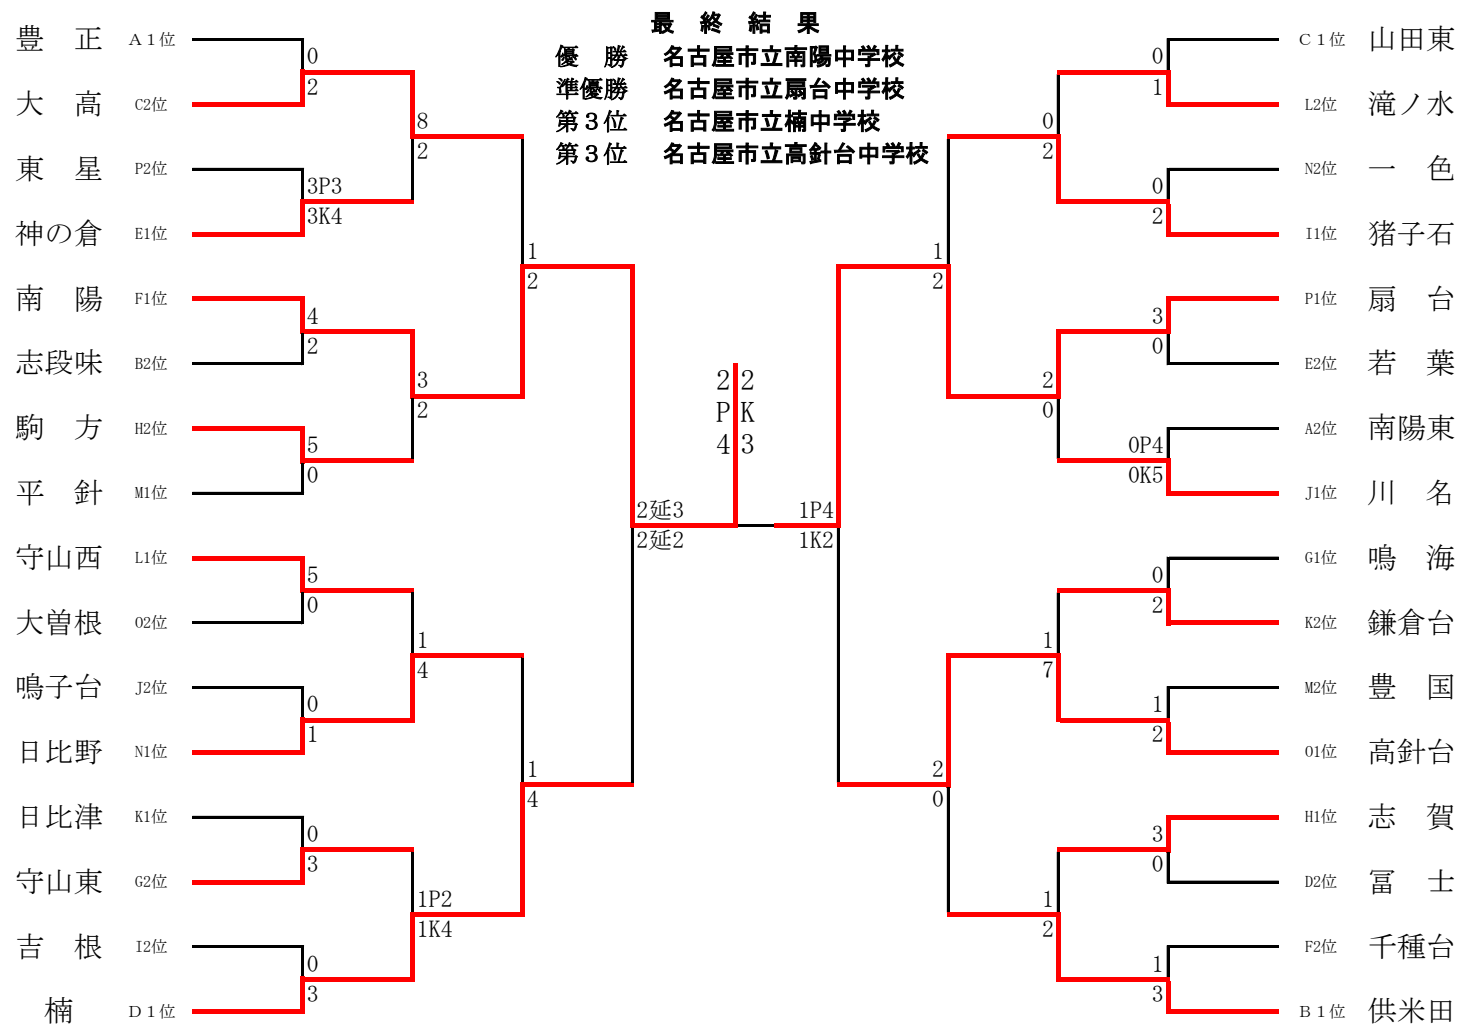 最 終 結 果
優 勝 名古屋市立南陽中学校
準優勝 名古屋市立扇台中学校
第３位 名古屋市立楠中学校
第３位 名古屋市立高針台中学校
豊 正 Ａ１位
0
2
大 高 C2位
8
2
東 星 P2位
3P3
3K4
神の倉 E1位
1
2
南 陽 F1位
4
2
志段味 B2位
3
2
駒 方 H2位
5
0
平 針 M1位
2延3
2延2
守山西 L1位
5
0
大曽根 O2位
1
4
鳴子台 J2位
0
1
日比野 N1位
1
4
日比津 K1位
0
3
守山東 G2位
1P2
1K4
吉 根 I2位
0
3
楠 Ｄ１位
2 2
P K
4 3
Ｃ１位 山田東
0
1
L2位 滝ノ水
0
2
N2位 一 色
0
2
I1位 猪子石
1
2
P1位 扇 台
3
0
E2位 若 葉
2
0
A2位 南陽東
0P4
0K5
J1位 川 名
1P4
1K2
G1位 鳴 海
0
2
K2位 鎌倉台
1
7
M2位 豊 国
1
2
O1位 高針台
2
0
H1位 志 賀
3
0
D2位 冨 士
1
2
F2位 千種台
1
3
Ｂ１位 供米田